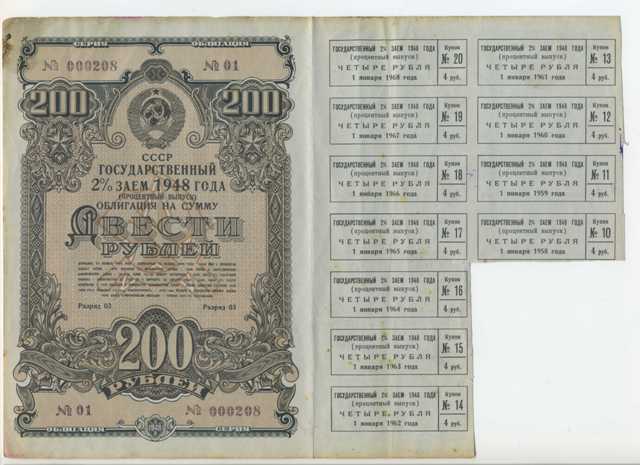 СЕРИЯ ОБЛИГАЦИЯ
№ 000208 № 01
200 200
СССР
ГОСУДАРСТВЕННЫЙ
2% ЗАЕМ 1948 ГОДА
(ПРОЦЕНТНЫЙ ВЫПУСК)
ОБЛИГАЦИЯ НА СУММУ
ДВЕСТИ
РУБЛЕЙ
Разряд 03 Разряд 03
200
РУБЛЕЙ
№ 01 № 000208
ОБЛИГАЦИЯ СЕРИЯ
1948
ГОСУДАРСТВЕННЫЙ 2% ЗАЕМ 1948 ГОДА
(процентный выпуск)
ЧЕТЫРЕ РУБЛЯ
1 января 1968 года
Купон
№ 20
4 руб.
ГОСУДАРСТВЕННЫЙ 2% ЗАЕМ 1948 ГОДА
(процентный выпуск)
ЧЕТЫРЕ РУБЛЯ
1 января 1967 года
Купон
№ 19
4 руб.
ГОСУДАРСТВЕННЫЙ 2% ЗАЕМ 1948 ГОДА
(процентный выпуск)
ЧЕТЫРЕ РУБЛЯ
1 января 1966 года
Купон
№ 18
4 руб.
ГОСУДАРСТВЕННЫЙ 2% ЗАЕМ 1948 ГОДА
(процентный выпуск)
ЧЕТЫРЕ РУБЛЯ
1 января 1965 года
Купон
№ 17
4 руб.
ГОСУДАРСТВЕННЫЙ 2% ЗАЕМ 1948 ГОДА
(процентный выпуск)
ЧЕТЫРЕ РУБЛЯ
1 января 1964 года
Купон
№ 16
4 руб.
ГОСУДАРСТВЕННЫЙ 2% ЗАЕМ 1948 ГОДА
(процентный выпуск)
ЧЕТЫРЕ РУБЛЯ
1 января 1963 года
Купон
№ 15
4 руб.
ГОСУДАРСТВЕННЫЙ 2% ЗАЕМ 1948 ГОДА
(процентный выпуск)
ЧЕТЫРЕ РУБЛЯ
1 января 1962 года
Купон
№ 14
4 руб.
ГОСУДАРСТВЕННЫЙ 2% ЗАЕМ 1948 ГОДА
(процентный выпуск)
ЧЕТЫРЕ РУБЛЯ
1 января 1961 года
Купон
№ 13
4 руб.
ГОСУДАРСТВЕННЫЙ 2% ЗАЕМ 1948 ГОДА
(процентный выпуск)
ЧЕТЫРЕ РУБЛЯ
1 января 1960 года
Купон
№ 12
4 руб.
ГОСУДАРСТВЕННЫЙ 2% ЗАЕМ 1948 ГОДА
(процентный выпуск)
ЧЕТЫРЕ РУБЛЯ
1 января 1959 года
Купон
№ 11
4 руб.
ГОСУДАРСТВЕННЫЙ 2% ЗАЕМ 1948 ГОДА
(процентный выпуск)
ЧЕТЫРЕ РУБЛЯ
1 января 1958 года
Купон
№ 10
4 руб.